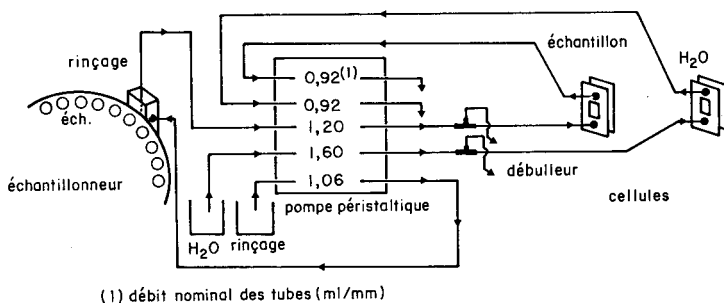 échantillon
H₂O
rinçage
0,92(1)
0,92
éch.
1,20
1,60
échantillonneur
débulleur
1,06
cellules
pompe péristaltique
H₂O
rinçage
(1) débit nominal des tubes (ml/mm)